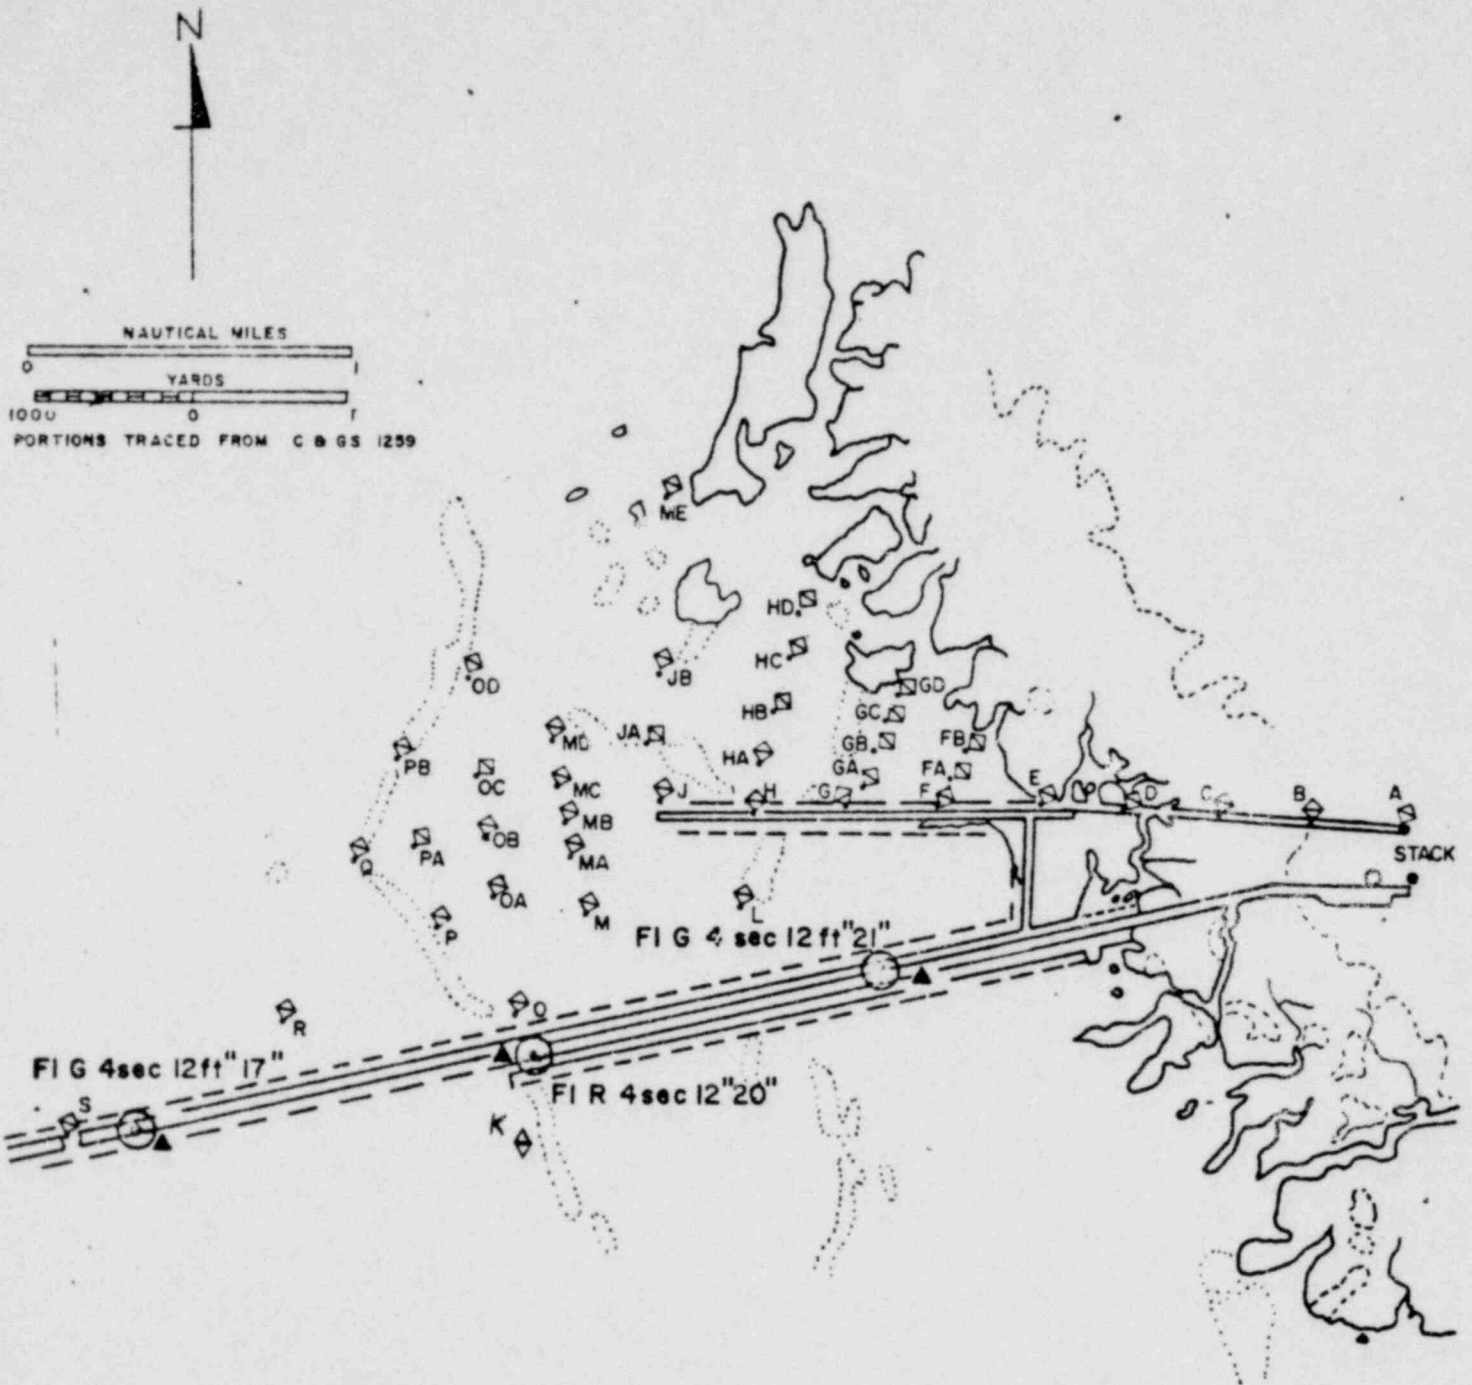 N
NAUTICAL MILES
0 1
YARDS
1000 0 1
PORTIONS TRACED FROM C & GS 1259
ME
HD
HC
JB
OD
GD
HB
GC
MD
JA
GB
FB
PB
HA
OC
GA
FA
MC
J
H
G
F
E
D
C
B
A
MB
OB
PA
MA
STACK
Q
OA
M
L
P
Fl G 4 sec 12 ft "21"
O
R
Fl G 4sec 12ft "17"
Fl R 4sec 12 "20"
S
K